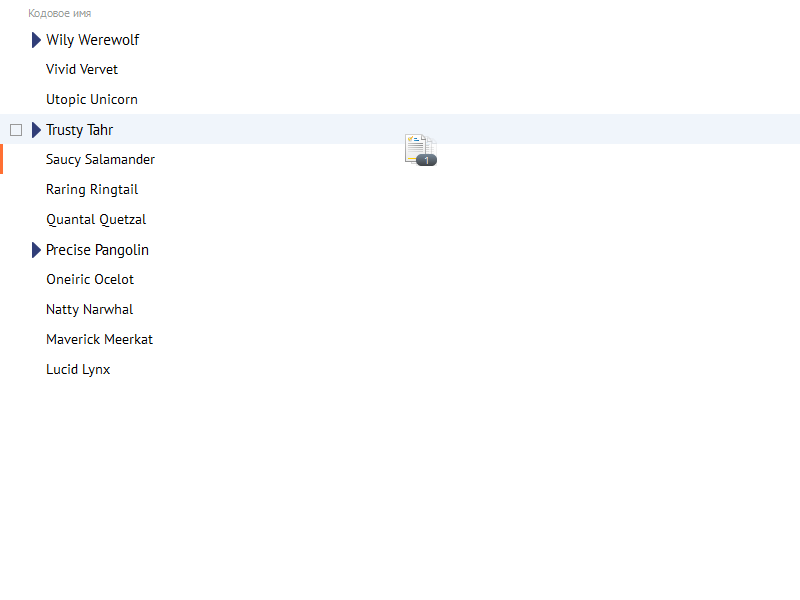 Кодовое имя
Wily Werewolf
Vivid Vervet
Utopic Unicorn
Trusty Tahr
1
Saucy Salamander
Raring Ringtail
Quantal Quetzal
Precise Pangolin
Oneiric Ocelot
Natty Narwhal
Maverick Meerkat
Lucid Lynx